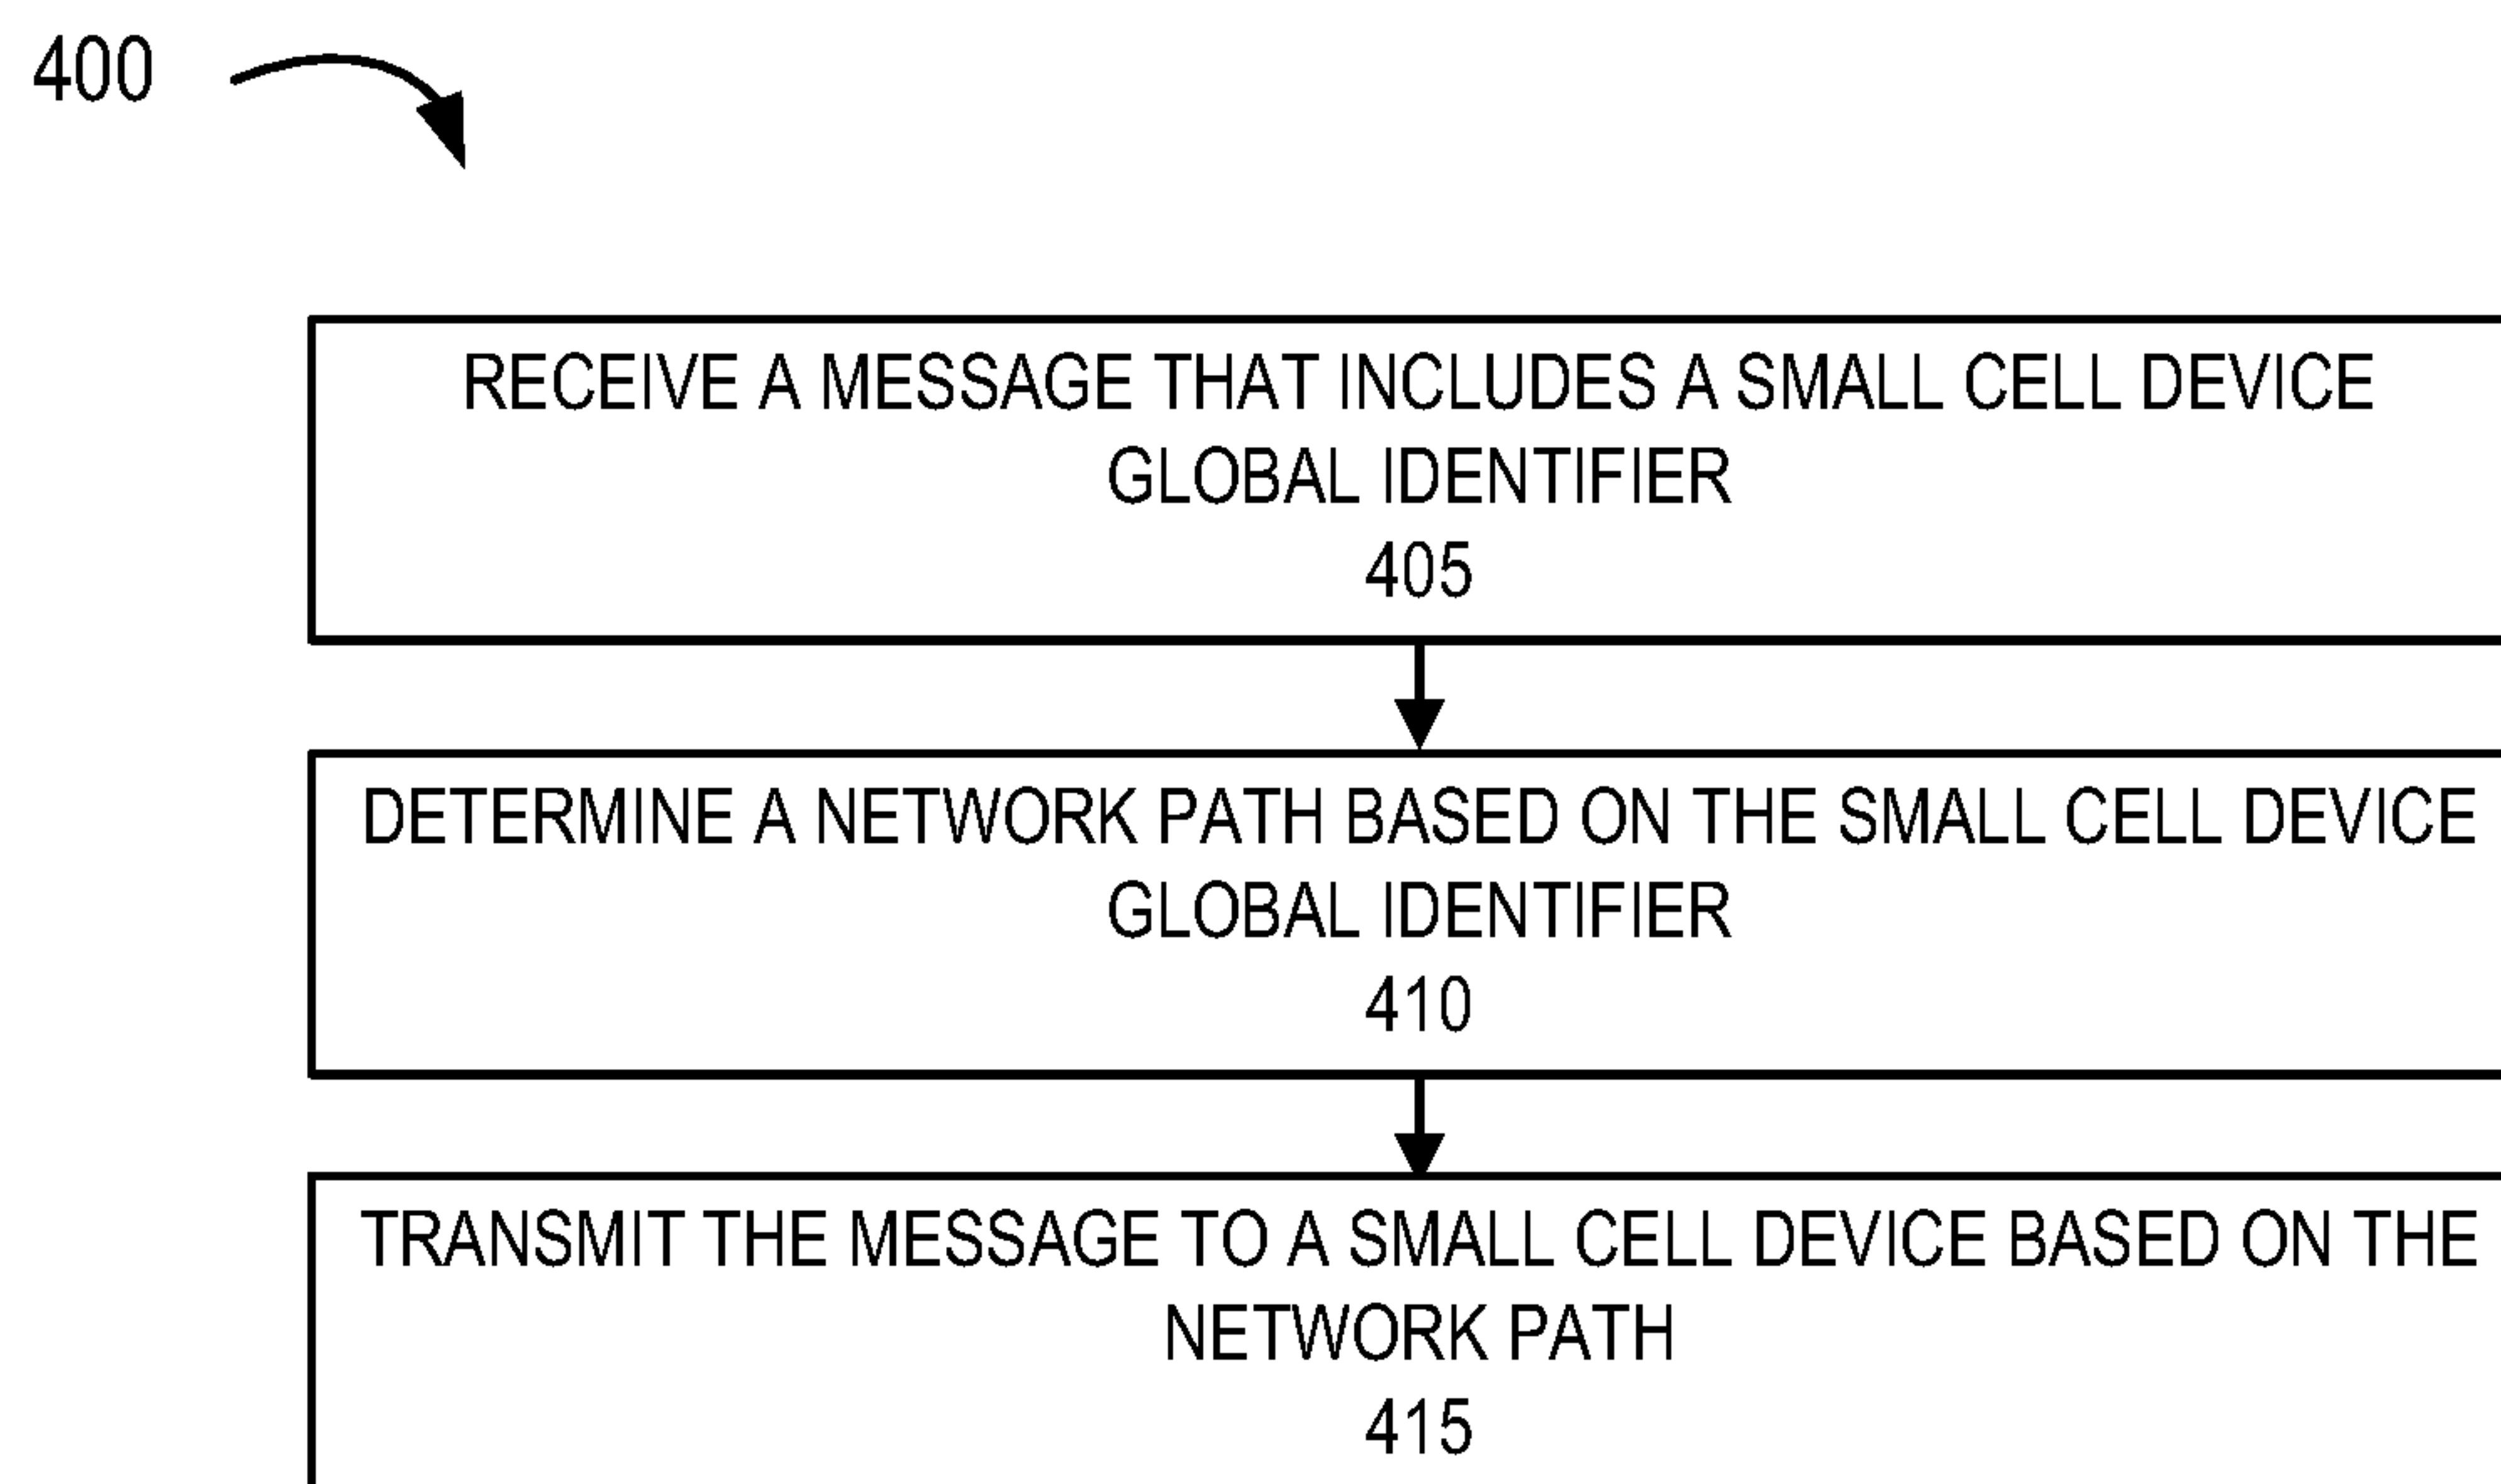 400
RECEIVE A MESSAGE THAT INCLUDES A SMALL CELL DEVICE
GLOBAL IDENTIFIER
405
DETERMINE A NETWORK PATH BASED ON THE SMALL CELL DEVICE
GLOBAL IDENTIFIER
410
TRANSMIT THE MESSAGE TO A SMALL CELL DEVICE BASED ON THE
NETWORK PATH
415